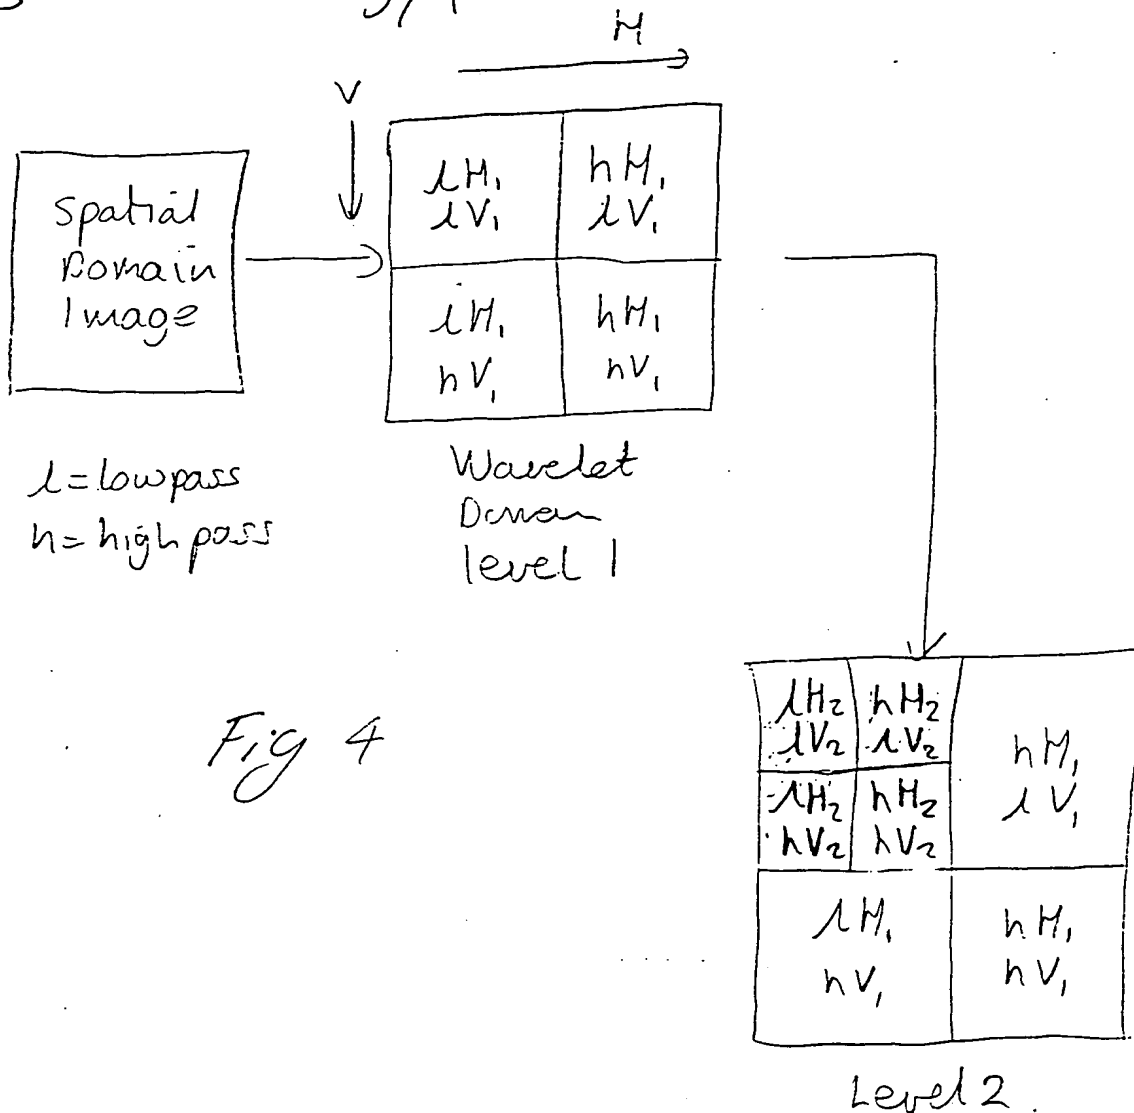 H
V
Spatial
Domain
Image
lH₁
lV₁
hH₁
lV₁
lH₁
hV₁
hH₁
hV₁
l = lowpass
h = high pass
Wavelet
level 1
Fig 4
lH₂
lV₂
hH₂
lV₂
lH₂
hV₂
hH₂
hV₂
hH₁
lV₁
lH₁
hV₁
hH₁
hV₁
Level 2.